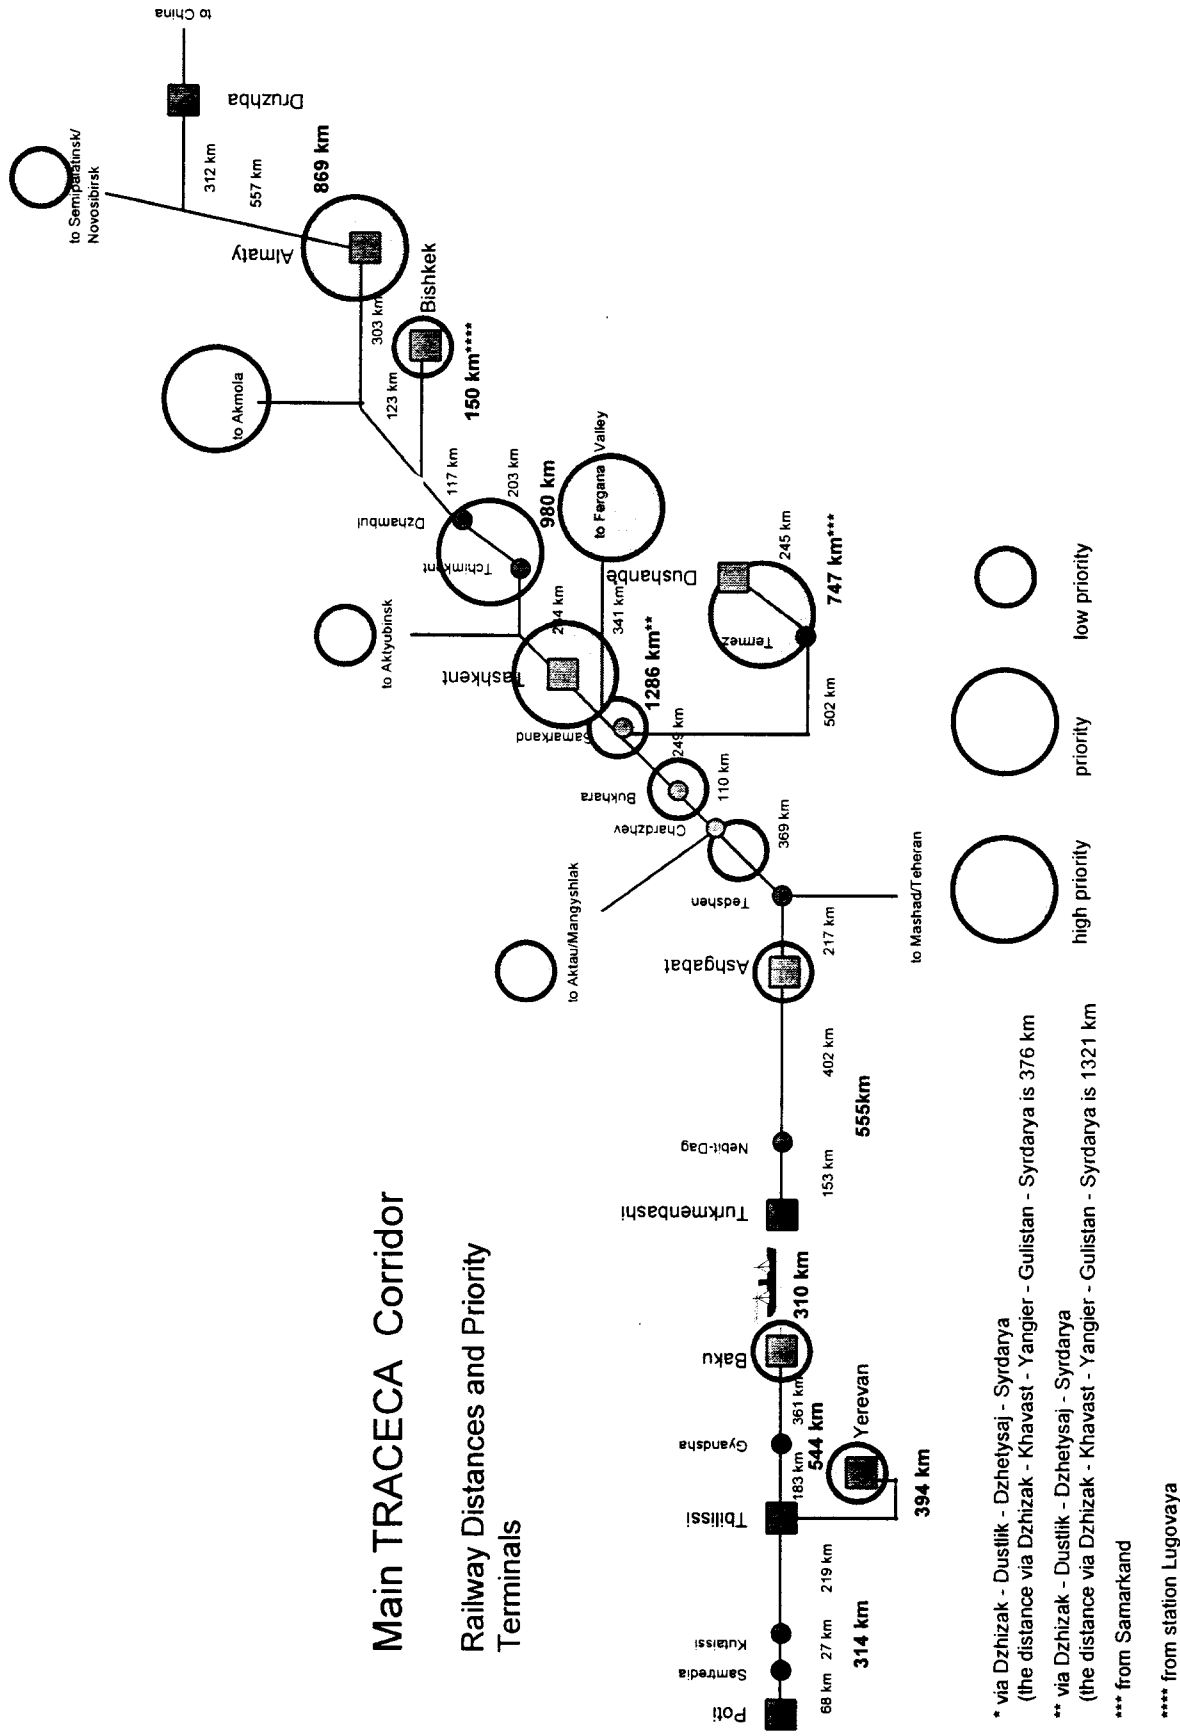 Main TRACECA Corridor
Railway Distances and Priority
Terminals
Poti
Samtredia
Kutaissi
Tbilissi
Gyandsha
Baku
Yerevan
68 km
27 km
219 km
183 km
361 km
314 km
544 km
394 km
310 km
Turkmenbashi
Nebit-Dag
Ashgabat
Tedshen
Chardzhev
Bukhara
Samarkand
Tashkent
153 km
402 km
217 km
369 km
110 km
249 km
341 km
555km
1286 km**
to Aktau/Mangyshlak
to Mashad/Teheran
Termez
Dushanbe
502 km
245 km
747 km***
to Fergana Valley
to Aktyubinsk
Tchimkent
Dzhambul
203 km
117 km
980 km
123 km
303 km
150 km****
Bishkek
to Akmola
Almaty
869 km
557 km
312 km
to Semipalatinsk/
Novosibirsk
Druzhba
to China
high priority
priority
low priority
* via Dzhizak - Dustlik - Dzhetysaj - Syrdarya
(the distance via Dzhizak - Khavast - Yangier - Gulistan - Syrdarya is 376 km
** via Dzhizak - Dustlik - Dzhetysaj - Syrdarya
(the distance via Dzhizak - Khavast - Yangier - Gulistan - Syrdarya is 1321 km
*** from Samarkand
**** from station Lugovaya